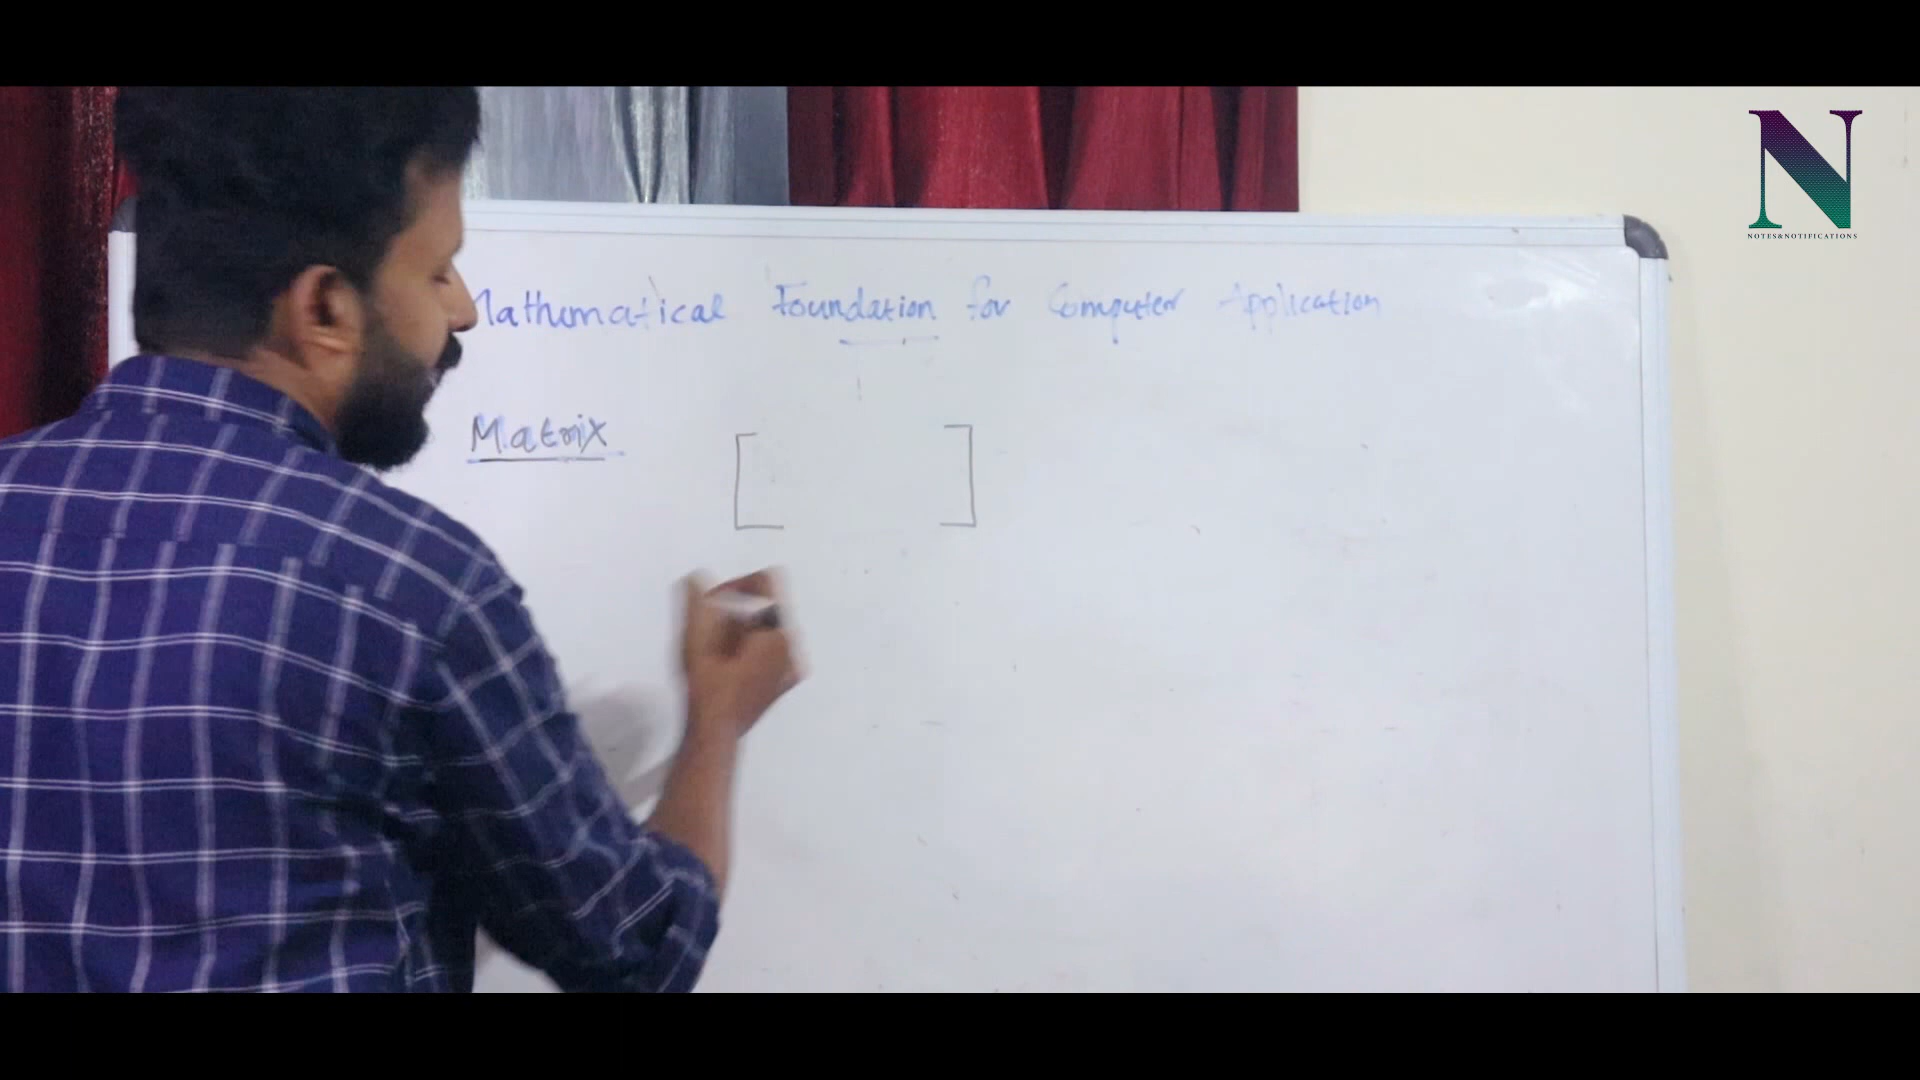 N
NOTES&NOTIFICATIONS
Mathematical Foundation for Computer Application
Matrix